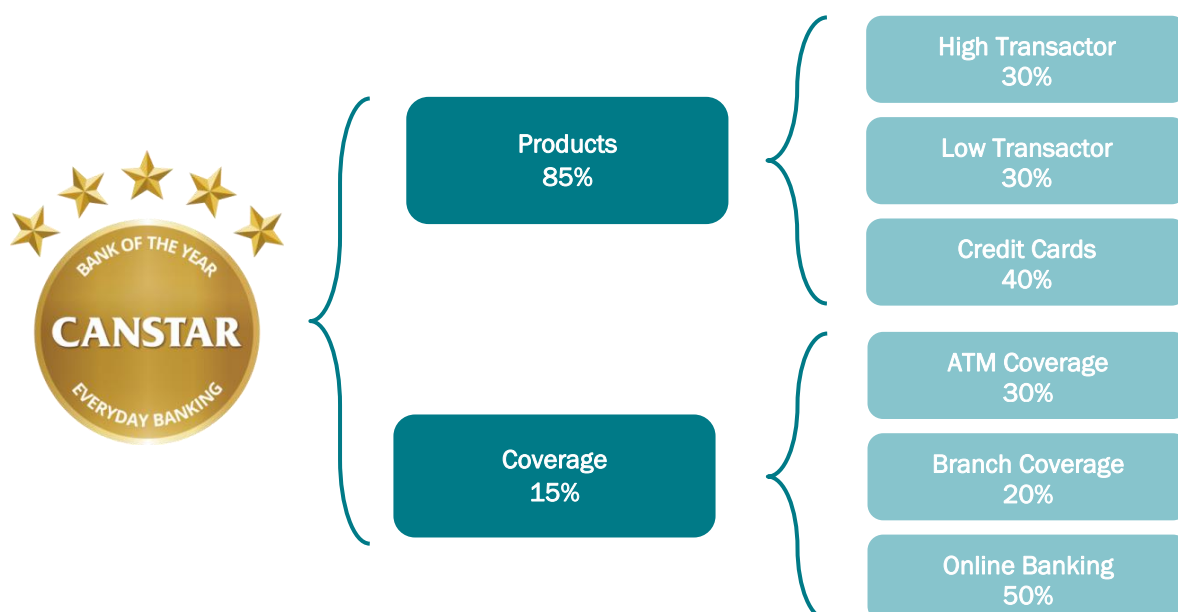 BANK OF THE YEAR
CANSTAR
EVERYDAY BANKING
Products
85%
High Transactor
30%
Low Transactor
30%
Credit Cards
40%
Coverage
15%
ATM Coverage
30%
Branch Coverage
20%
Online Banking
50%